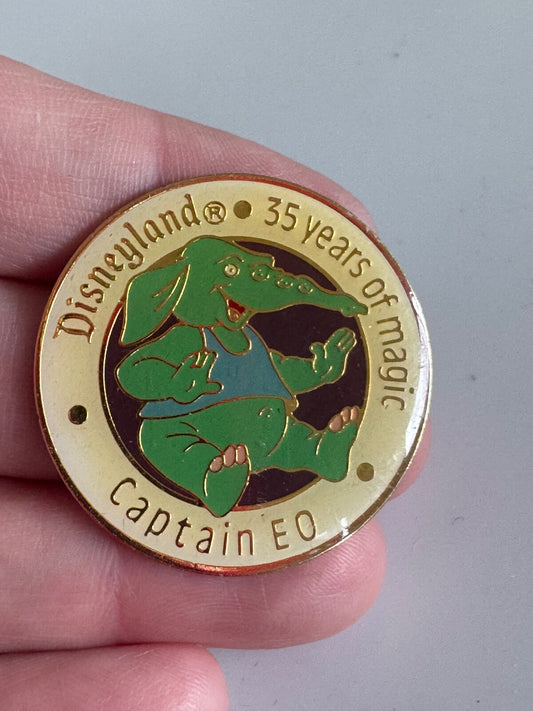 Disneyland® • 35 years of magic
Captain EO